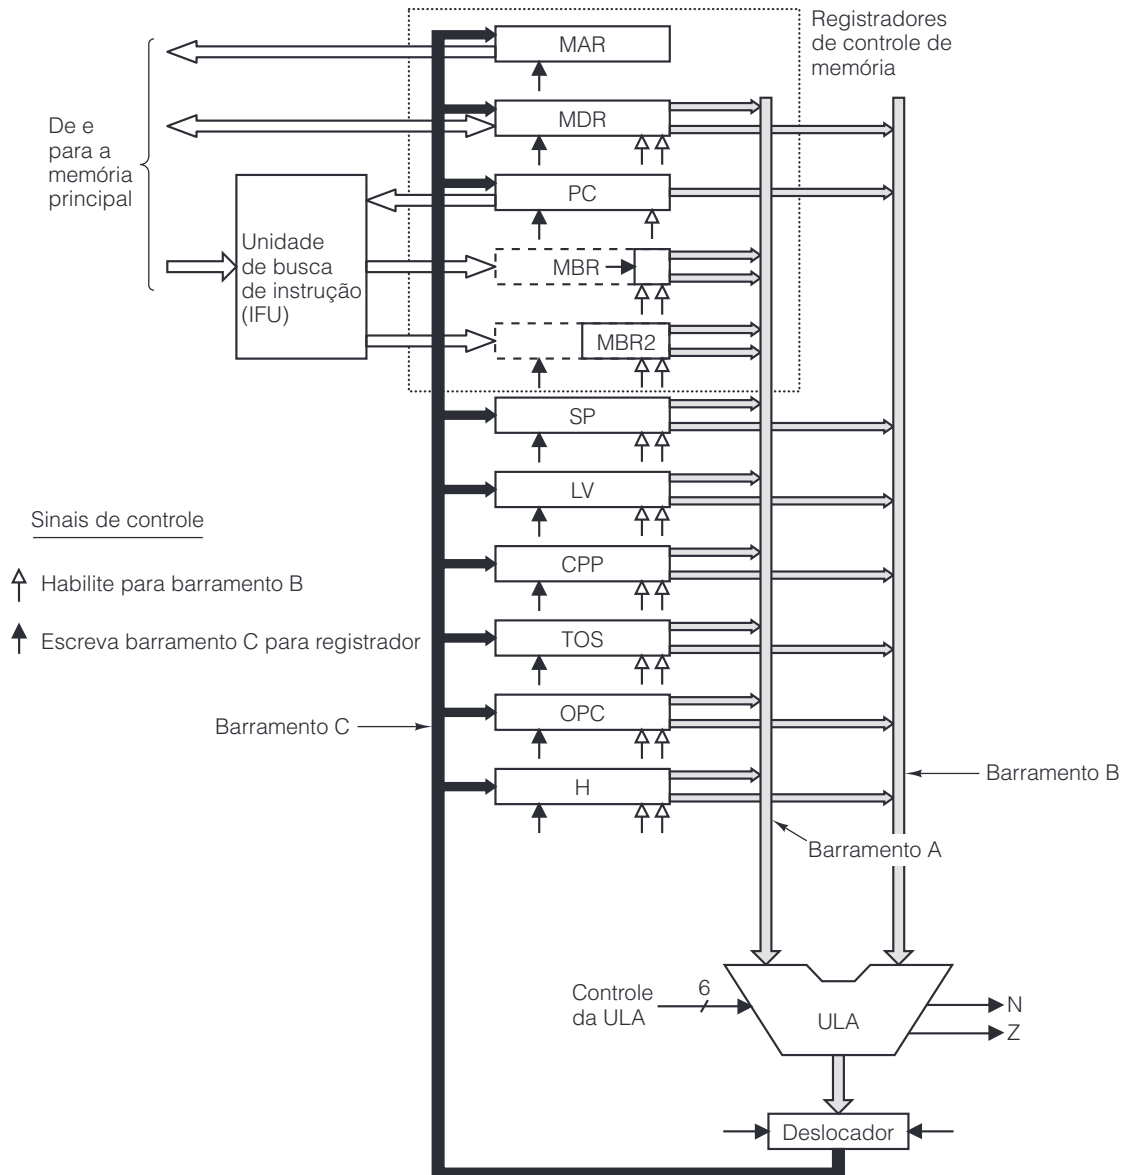 Registradores
de controle de
memória
MAR
MDR
De e
para a
memória
principal
PC
Unidade
de busca
de instrução
(IFU)
MBR
MBR2
SP
LV
Sinais de controle
CPP
Habilite para barramento B
TOS
Escreva barramento C para registrador
OPC
Barramento C
H
Barramento B
Barramento A
Controle
da ULA
6
ULA
N
Z
Deslocador